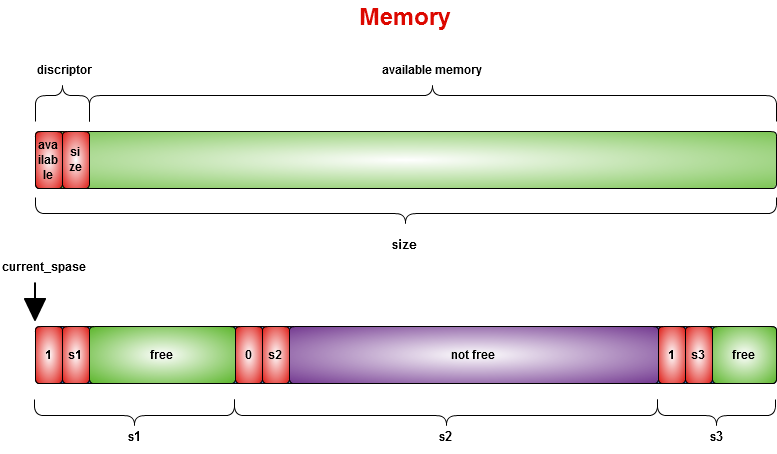 Memory
discriptor available memory
ava
ilab
le
si
ze
size
current_spase
1 s1 free 0 s2 not free 1 s3 free
s1 s2 s3